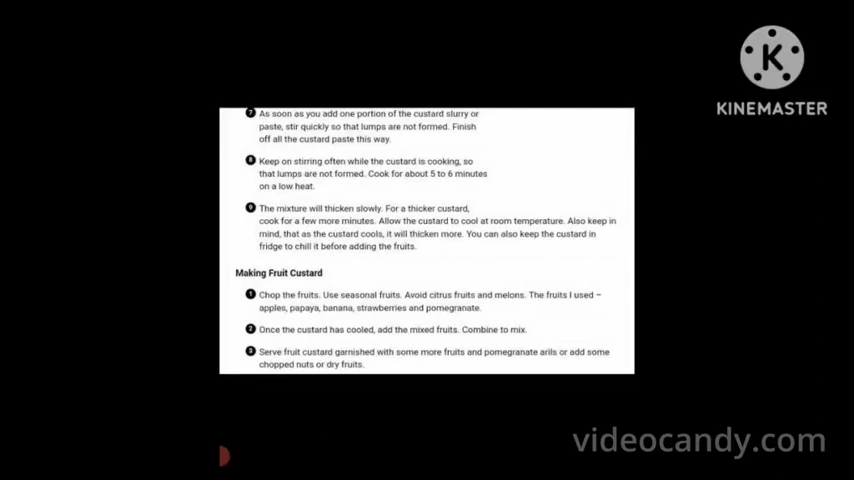 KINEMASTER
7 As soon as you add one portion of the custard slurry or
paste, stir quickly so that lumps are not formed. Finish
off all the custard paste this way.
8 Keep on stirring often while the custard is cooking, so
that lumps are not formed. Cook for about 5 to 6 minutes
on a low heat.
9 The mixture will thicken slowly. For a thicker custard,
cook for a few more minutes. Allow the custard to cool at room temperature. Also keep in
mind, that as the custard cools, it will thicken more. You can also keep the custard in
fridge to chill it before adding the fruits.
Making Fruit Custard
1 Chop the fruits. Use seasonal fruits. Avoid citrus fruits and melons. The fruits I used –
apples, papaya, banana, strawberries and pomegranate.
2 Once the custard has cooled, add the mixed fruits. Combine to mix.
3 Serve fruit custard garnished with some more fruits and pomegranate arils or add some
chopped nuts or dry fruits.
videocandy.com